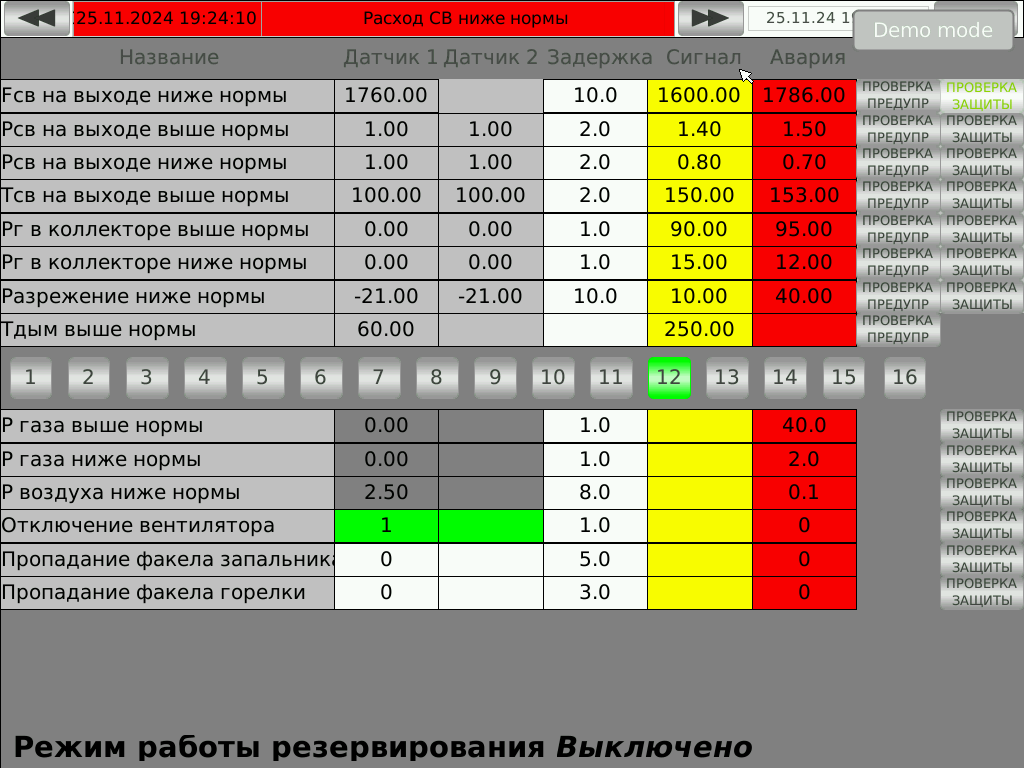 25.11.2024 19:24:10 Расход СВ ниже нормы 25.11.24 19
Demo mode
Название Датчик 1 Датчик 2 Задержка Сигнал Авария
Fсв на выходе ниже нормы 1760.00 10.0 1600.00 1786.00 ПРОВЕРКА ПРЕДУПР ПРОВЕРКА ЗАЩИТЫ
Рсв на выходе выше нормы 1.00 1.00 2.0 1.40 1.50 ПРОВЕРКА ПРЕДУПР ПРОВЕРКА ЗАЩИТЫ
Рсв на выходе ниже нормы 1.00 1.00 2.0 0.80 0.70 ПРОВЕРКА ПРЕДУПР ПРОВЕРКА ЗАЩИТЫ
Тсв на выходе выше нормы 100.00 100.00 2.0 150.00 153.00 ПРОВЕРКА ПРЕДУПР ПРОВЕРКА ЗАЩИТЫ
Рг в коллекторе выше нормы 0.00 0.00 1.0 90.00 95.00 ПРОВЕРКА ПРЕДУПР ПРОВЕРКА ЗАЩИТЫ
Рг в коллекторе ниже нормы 0.00 0.00 1.0 15.00 12.00 ПРОВЕРКА ПРЕДУПР ПРОВЕРКА ЗАЩИТЫ
Разрежение ниже нормы -21.00 -21.00 10.0 10.00 40.00 ПРОВЕРКА ПРЕДУПР ПРОВЕРКА ЗАЩИТЫ
Тдым выше нормы 60.00 250.00 ПРОВЕРКА ПРЕДУПР
1 2 3 4 5 6 7 8 9 10 11 12 13 14 15 16
Р газа выше нормы 0.00 1.0 40.0 ПРОВЕРКА ЗАЩИТЫ
Р газа ниже нормы 0.00 1.0 2.0 ПРОВЕРКА ЗАЩИТЫ
Р воздуха ниже нормы 2.50 8.0 0.1 ПРОВЕРКА ЗАЩИТЫ
Отключение вентилятора 1 1.0 0 ПРОВЕРКА ЗАЩИТЫ
Пропадание факела запальника 0 5.0 0 ПРОВЕРКА ЗАЩИТЫ
Пропадание факела горелки 0 3.0 0 ПРОВЕРКА ЗАЩИТЫ
Режим работы резервирования Выключено